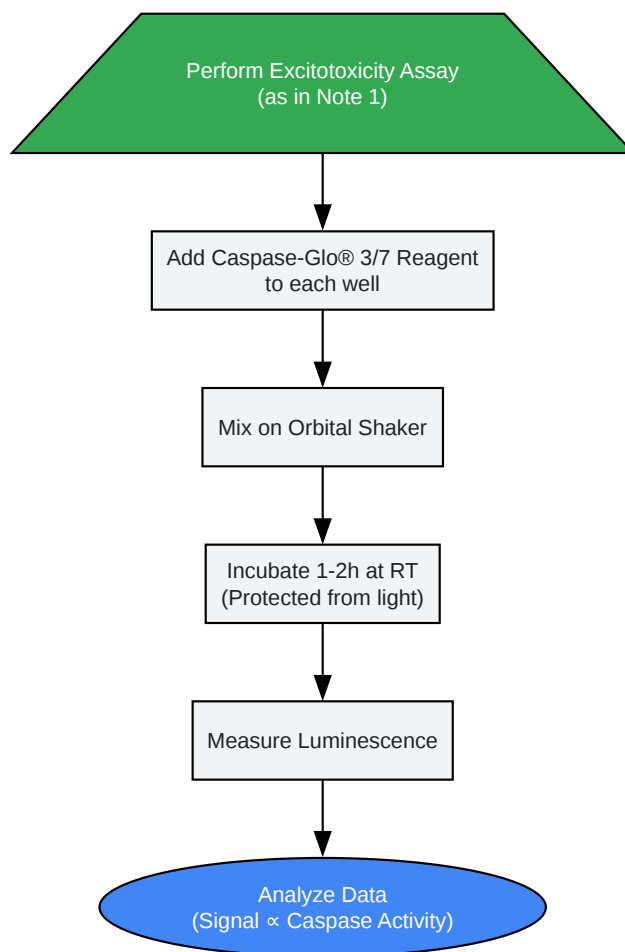 Perform Excitotoxicity Assay
(as in Note 1)
Add Caspase-Glo® 3/7 Reagent
to each well
Mix on Orbital Shaker
Incubate 1-2h at RT
(Protected from light)
Measure Luminescence
Analyze Data
(Signal ∝ Caspase Activity)